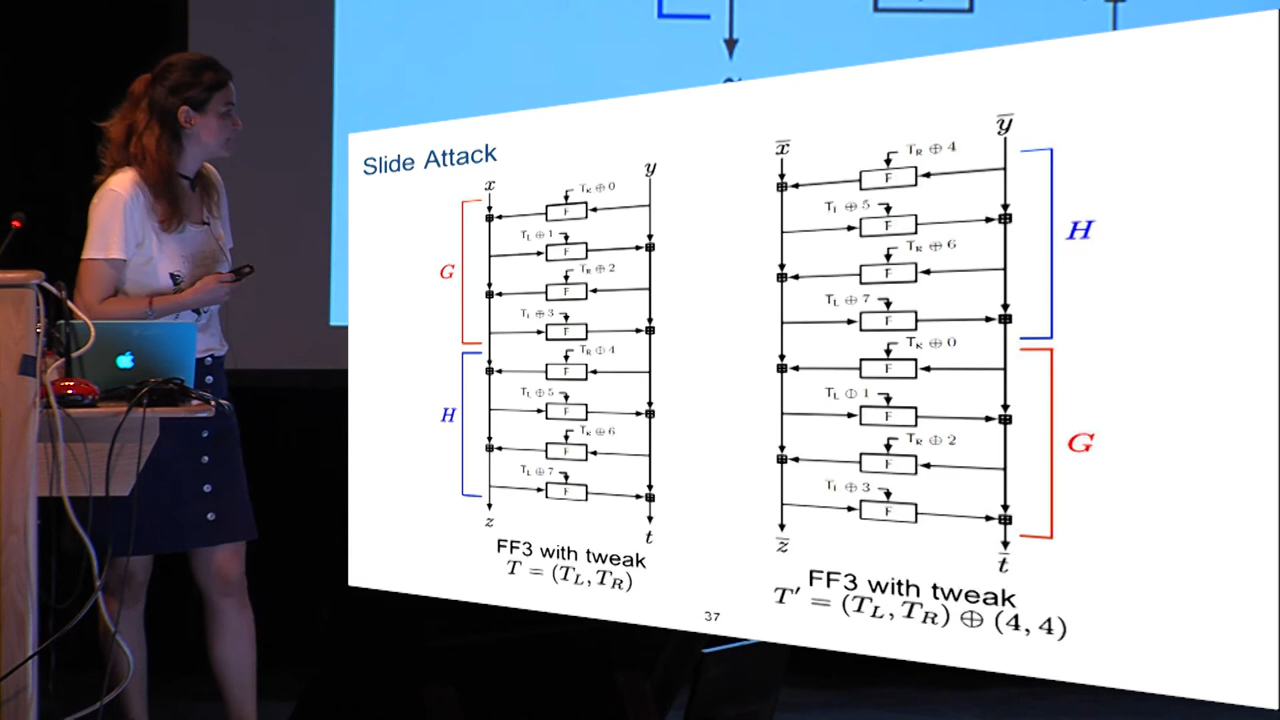 Slide Attack
x
y
T_R ⊕ 0
F
T_L ⊕ 1
F
T_R ⊕ 2
F
T_L ⊕ 3
F
G
T_R ⊕ 4
F
T_L ⊕ 5
F
T_R ⊕ 6
F
T_L ⊕ 7
F
H
z
t
FF3 with tweak
T = (T_L, T_R)
x̅
y̅
T_R ⊕ 4
F
T_L ⊕ 5
F
T_R ⊕ 6
F
T_L ⊕ 7
F
H
T_R ⊕ 0
F
T_L ⊕ 1
F
T_R ⊕ 2
F
T_L ⊕ 3
F
G
z̅
t̅
FF3 with tweak
T′ = (T_L, T_R) ⊕ (4, 4)
37